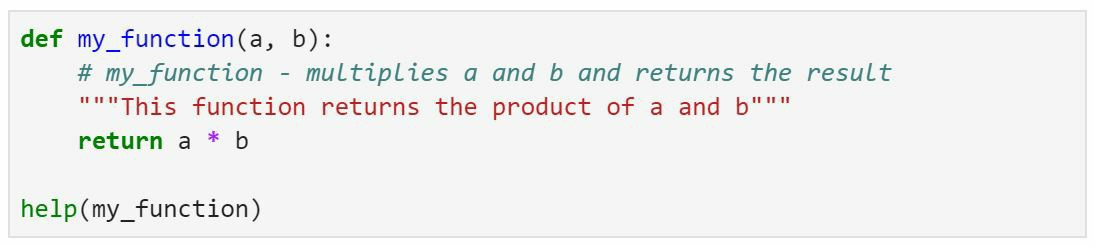 def my_function(a, b):
    # my_function - multiplies a and b and returns the result
    """This function returns the product of a and b"""
    return a * b

help(my_function)